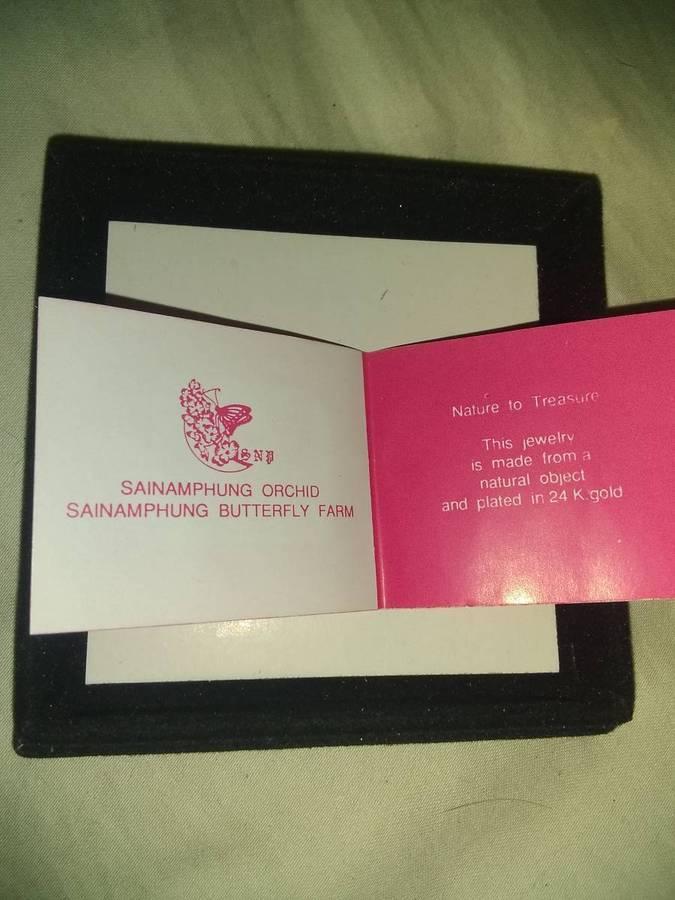 SNP
SAINAMPHUNG ORCHID
SAINAMPHUNG BUTTERFLY FARM
Nature to Treasure
This jewelry
is made from a
natural object
and plated in 24 K.gold